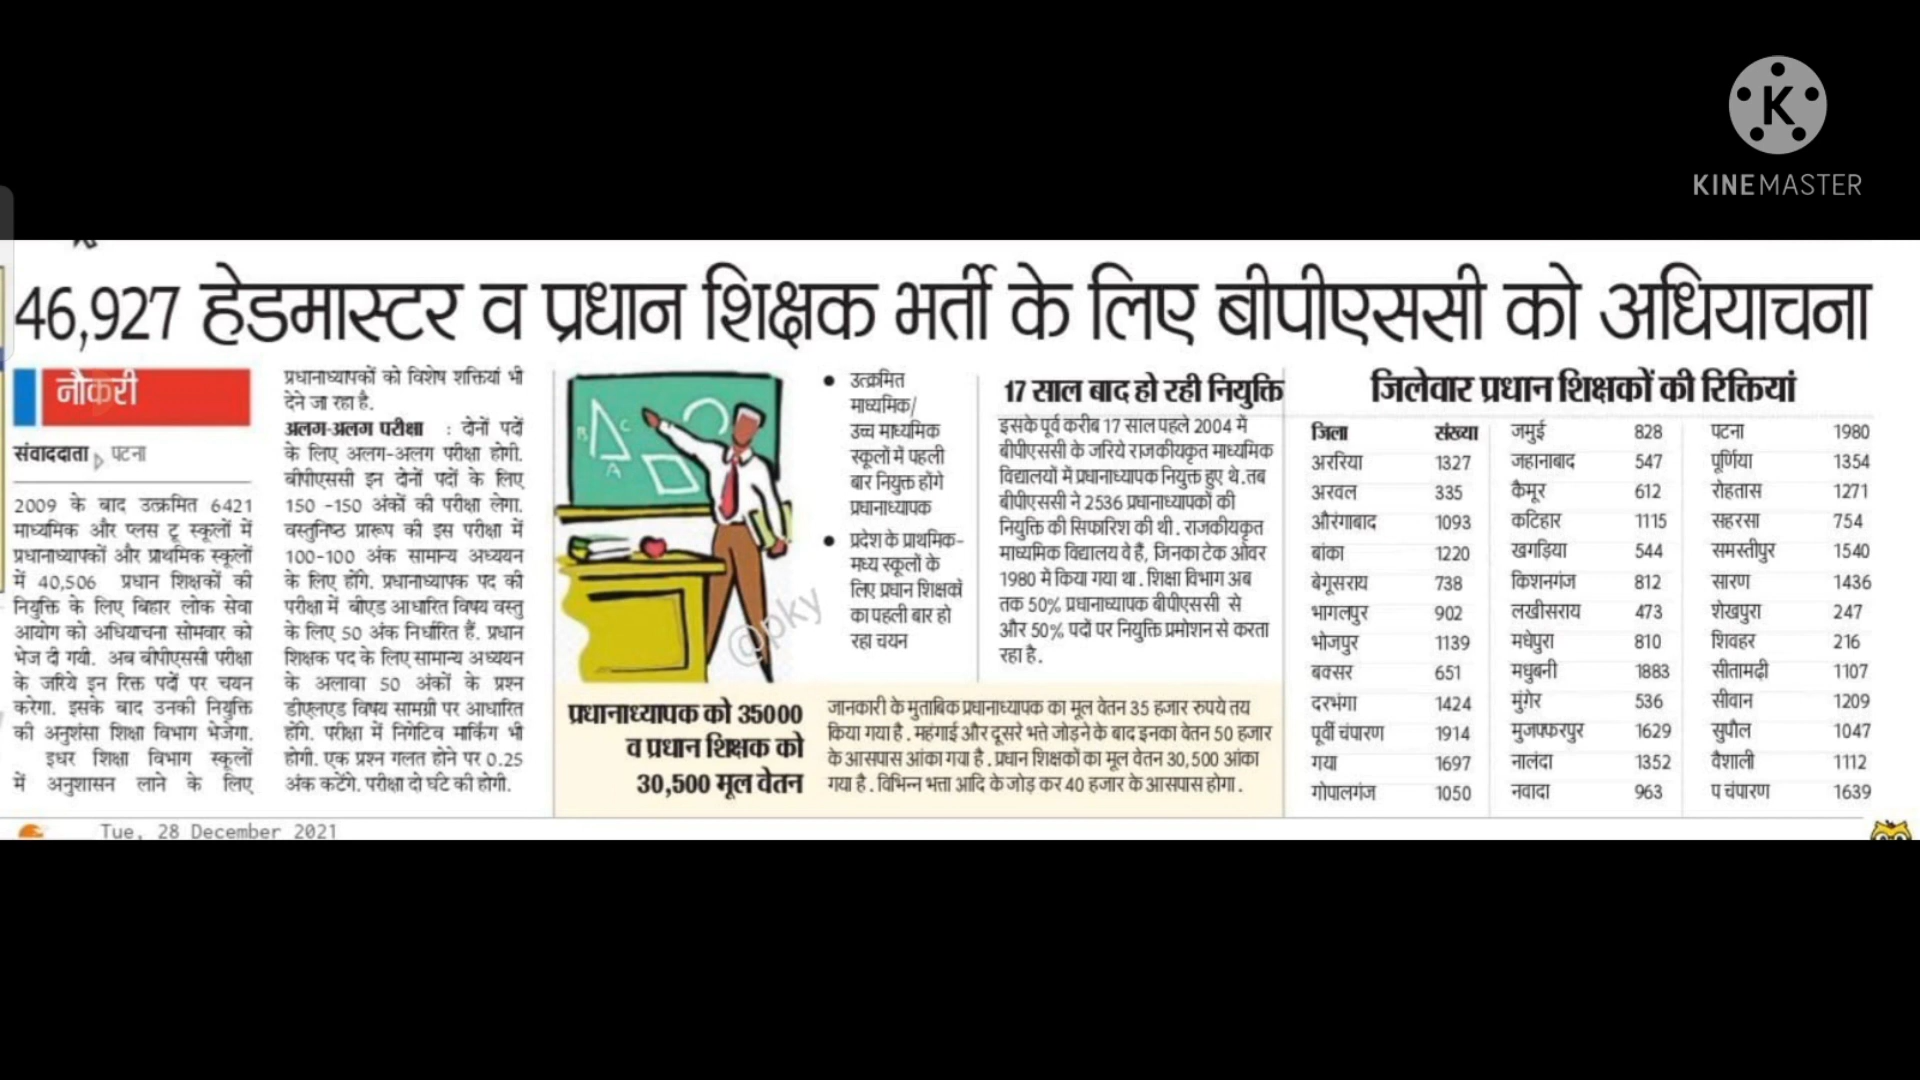 KINEMASTER
46,927 हेडमास्टर व प्रधान शिक्षक भर्ती के लिए बीपीएससी को अधियाचना
नौकरी
संवाददाता ▷ पटना
2009 के बाद उत्क्रमित 6421
माध्यमिक और प्लस टू स्कूलों में
प्रधानाध्यापकों और प्राथमिक स्कूलों
में 40,506 प्रधान शिक्षकों की
नियुक्ति के लिए बिहार लोक सेवा
आयोग को अधियाचना सोमवार को
भेज दी गयी. अब बीपीएससी परीक्षा
के जरिये इन रिक्त पदों पर चयन
करेगा. इसके बाद उनकी नियुक्ति
की अनुशंसा शिक्षा विभाग भेजेगा.
इधर शिक्षा विभाग स्कूलों
में अनुशासन लाने के लिए
प्रधानाध्यापकों को विशेष शक्तियां भी
देने जा रहा है.
अलग-अलग परीक्षा : दोनों पदों
के लिए अलग-अलग परीक्षा होगी.
बीपीएससी इन दोनों पदों के लिए
150 -150 अंकों की परीक्षा लेगा.
वस्तुनिष्ठ प्रारूप की इस परीक्षा में
100-100 अंक सामान्य अध्ययन
के लिए होंगे. प्रधानाध्यापक पद की
परीक्षा में बीएड आधारित विषय वस्तु
के लिए 50 अंक निर्धारित हैं. प्रधान
शिक्षक पद के लिए सामान्य अध्ययन
के अलावा 50 अंकों के प्रश्न
डीएलएड विषय सामग्री पर आधारित
होंगे. परीक्षा में निगेटिव मार्किंग भी
होगी. एक प्रश्न गलत होने पर 0.25
अंक कटेंगे. परीक्षा दो घंटे की होगी.
B C
A
@pky
● उत्क्रमित
माध्यमिक/
उच्च माध्यमिक
स्कूलों में पहली
बार नियुक्त होंगे
प्रधानाध्यापक
● प्रदेश के प्राथमिक-
मध्य स्कूलों के
लिए प्रधान शिक्षकों
का पहली बार हो
रहा चयन
17 साल बाद हो रही नियुक्ति
इसके पूर्व करीब 17 साल पहले 2004 में
बीपीएससी के जरिये राजकीयकृत माध्यमिक
विद्यालयों में प्रधानाध्यापक नियुक्त हुए थे.तब
बीपीएससी ने 2536 प्रधानाध्यापकों की
नियुक्ति की सिफारिश की थी . राजकीयकृत
माध्यमिक विद्यालय वे हैं, जिनका टेक ओवर
1980 में किया गया था . शिक्षा विभाग अब
तक 50% प्रधानाध्यापक बीपीएससी से
और 50% पदों पर नियुक्ति प्रमोशन से करता
रहा है .
प्रधानाध्यापक को 35000
व प्रधान शिक्षक को
30,500 मूल वेतन
जानकारी के मुताबिक प्रधानाध्यापक का मूल वेतन 35 हजार रुपये तय
किया गया है . महंगाई और दूसरे भत्ते जोड़ने के बाद इनका वेतन 50 हजार
के आसपास आंका गया है . प्रधान शिक्षकों का मूल वेतन 30,500 आंका
गया है . विभिन्न भत्ता आदि के जोड़ कर 40 हजार के आसपास होगा .
जिलेवार प्रधान शिक्षकों की रिक्तियां
जिला संख्या
अररिया 1327
अरवल 335
औरंगाबाद 1093
बांका 1220
बेगूसराय 738
भागलपुर 902
भोजपुर 1139
बक्सर 651
दरभंगा 1424
पूर्वी चंपारण 1914
गया 1697
गोपालगंज 1050
जमुई 828
जहानाबाद 547
कैमूर 612
कटिहार 1115
खगड़िया 544
किशनगंज 812
लखीसराय 473
मधेपुरा 810
मधुबनी 1883
मुंगेर 536
मुजफ्फरपुर 1629
नालंदा 1352
नवादा 963
पटना 1980
पूर्णिया 1354
रोहतास 1271
सहरसा 754
समस्तीपुर 1540
सारण 1436
शेखपुरा 247
शिवहर 216
सीतामढ़ी 1107
सीवान 1209
सुपौल 1047
वैशाली 1112
प चंपारण 1639
Tue, 28 December 2021